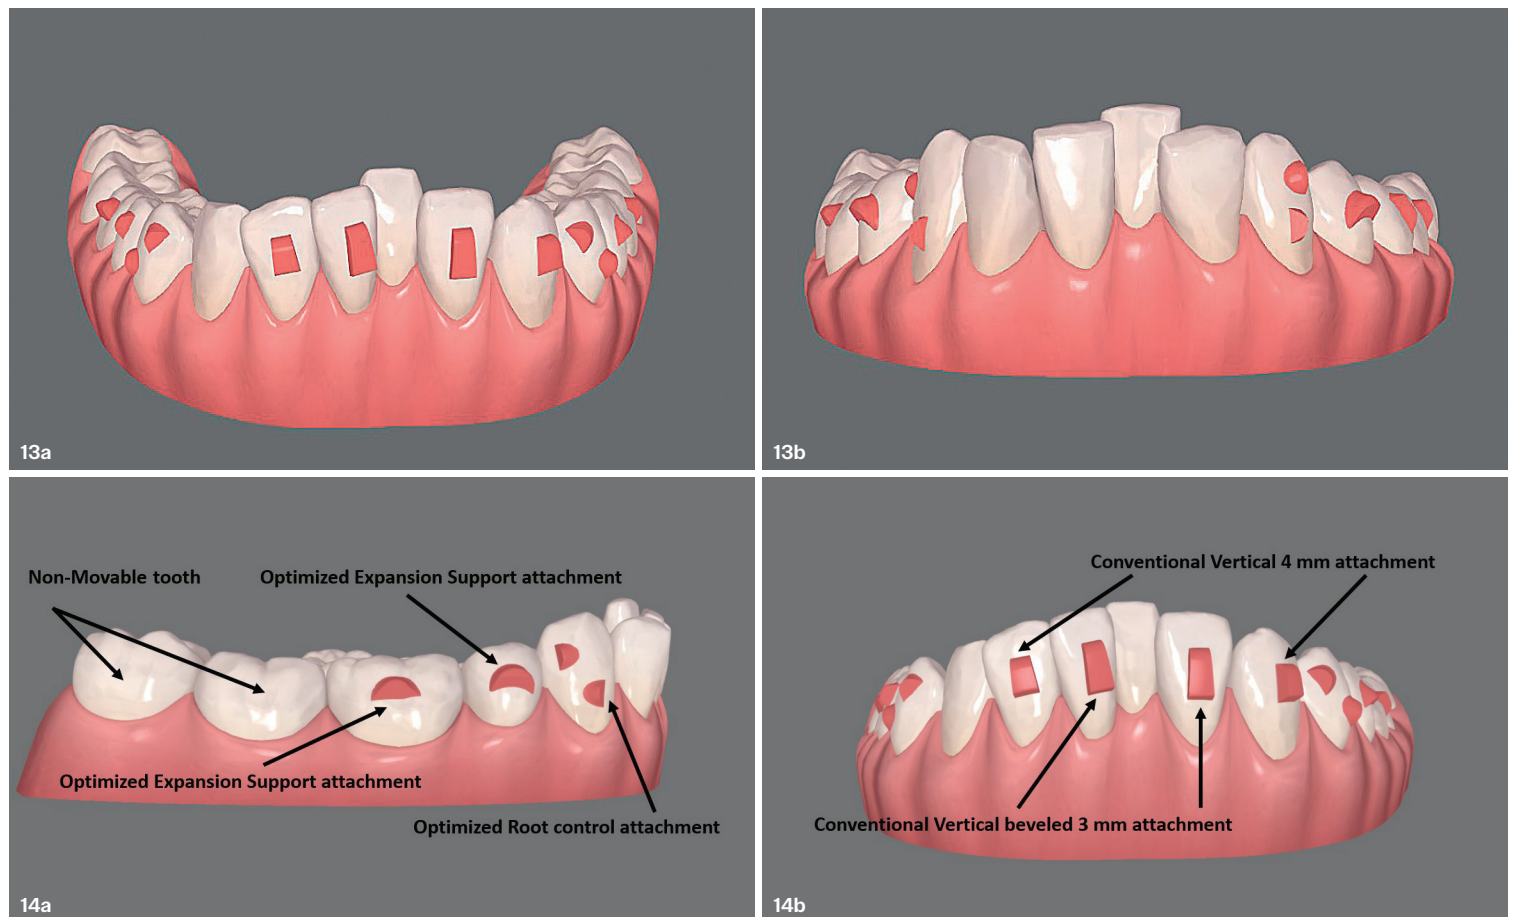 13a
13b
Non-Movable tooth
Optimized Expansion Support attachment
Optimized Expansion Support attachment
Optimized Root control attachment
14a
Conventional Vertical 4 mm attachment
Conventional Vertical beveled 3 mm attachment
14b